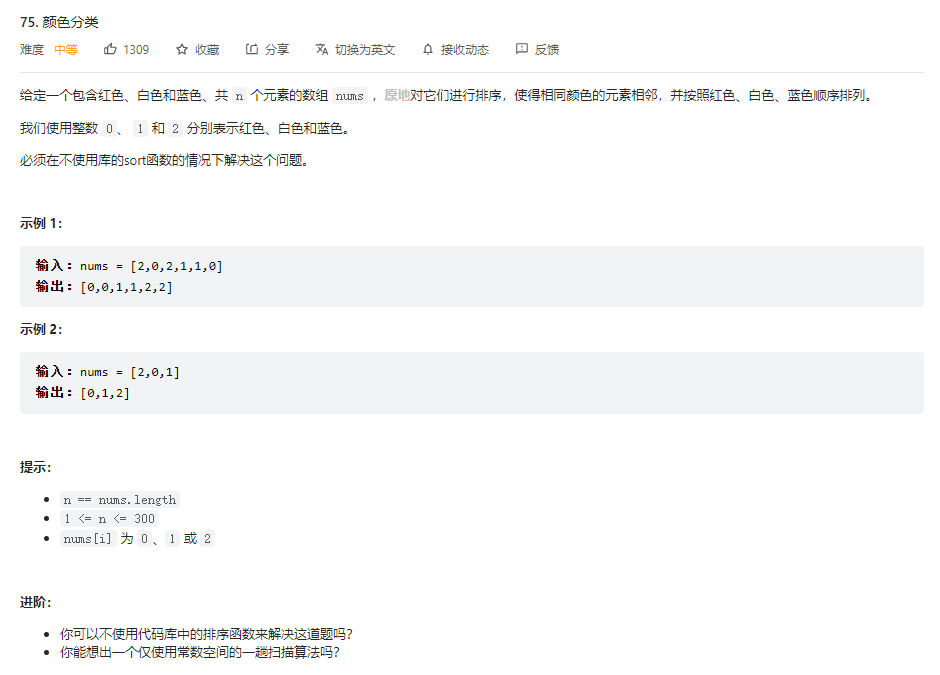 75. 颜色分类
难度 中等 1309 收藏 分享 切换为英文 接收动态 反馈
给定一个包含红色、白色和蓝色、共 n 个元素的数组 nums ，原地对它们进行排序，使得相同颜色的元素相邻，并按照红色、白色、蓝色顺序排列。
我们使用整数 0、 1 和 2 分别表示红色、白色和蓝色。
必须在不使用库的sort函数的情况下解决这个问题。
示例 1：
输入：nums = [2,0,2,1,1,0]
输出：[0,0,1,1,2,2]
示例 2：
输入：nums = [2,0,1]
输出：[0,1,2]
提示：
n == nums.length
1 <= n <= 300
nums[i] 为 0、1 或 2
进阶：
你可以不使用代码库中的排序函数来解决这道题吗？
你能想出一个仅使用常数空间的一趟扫描算法吗？